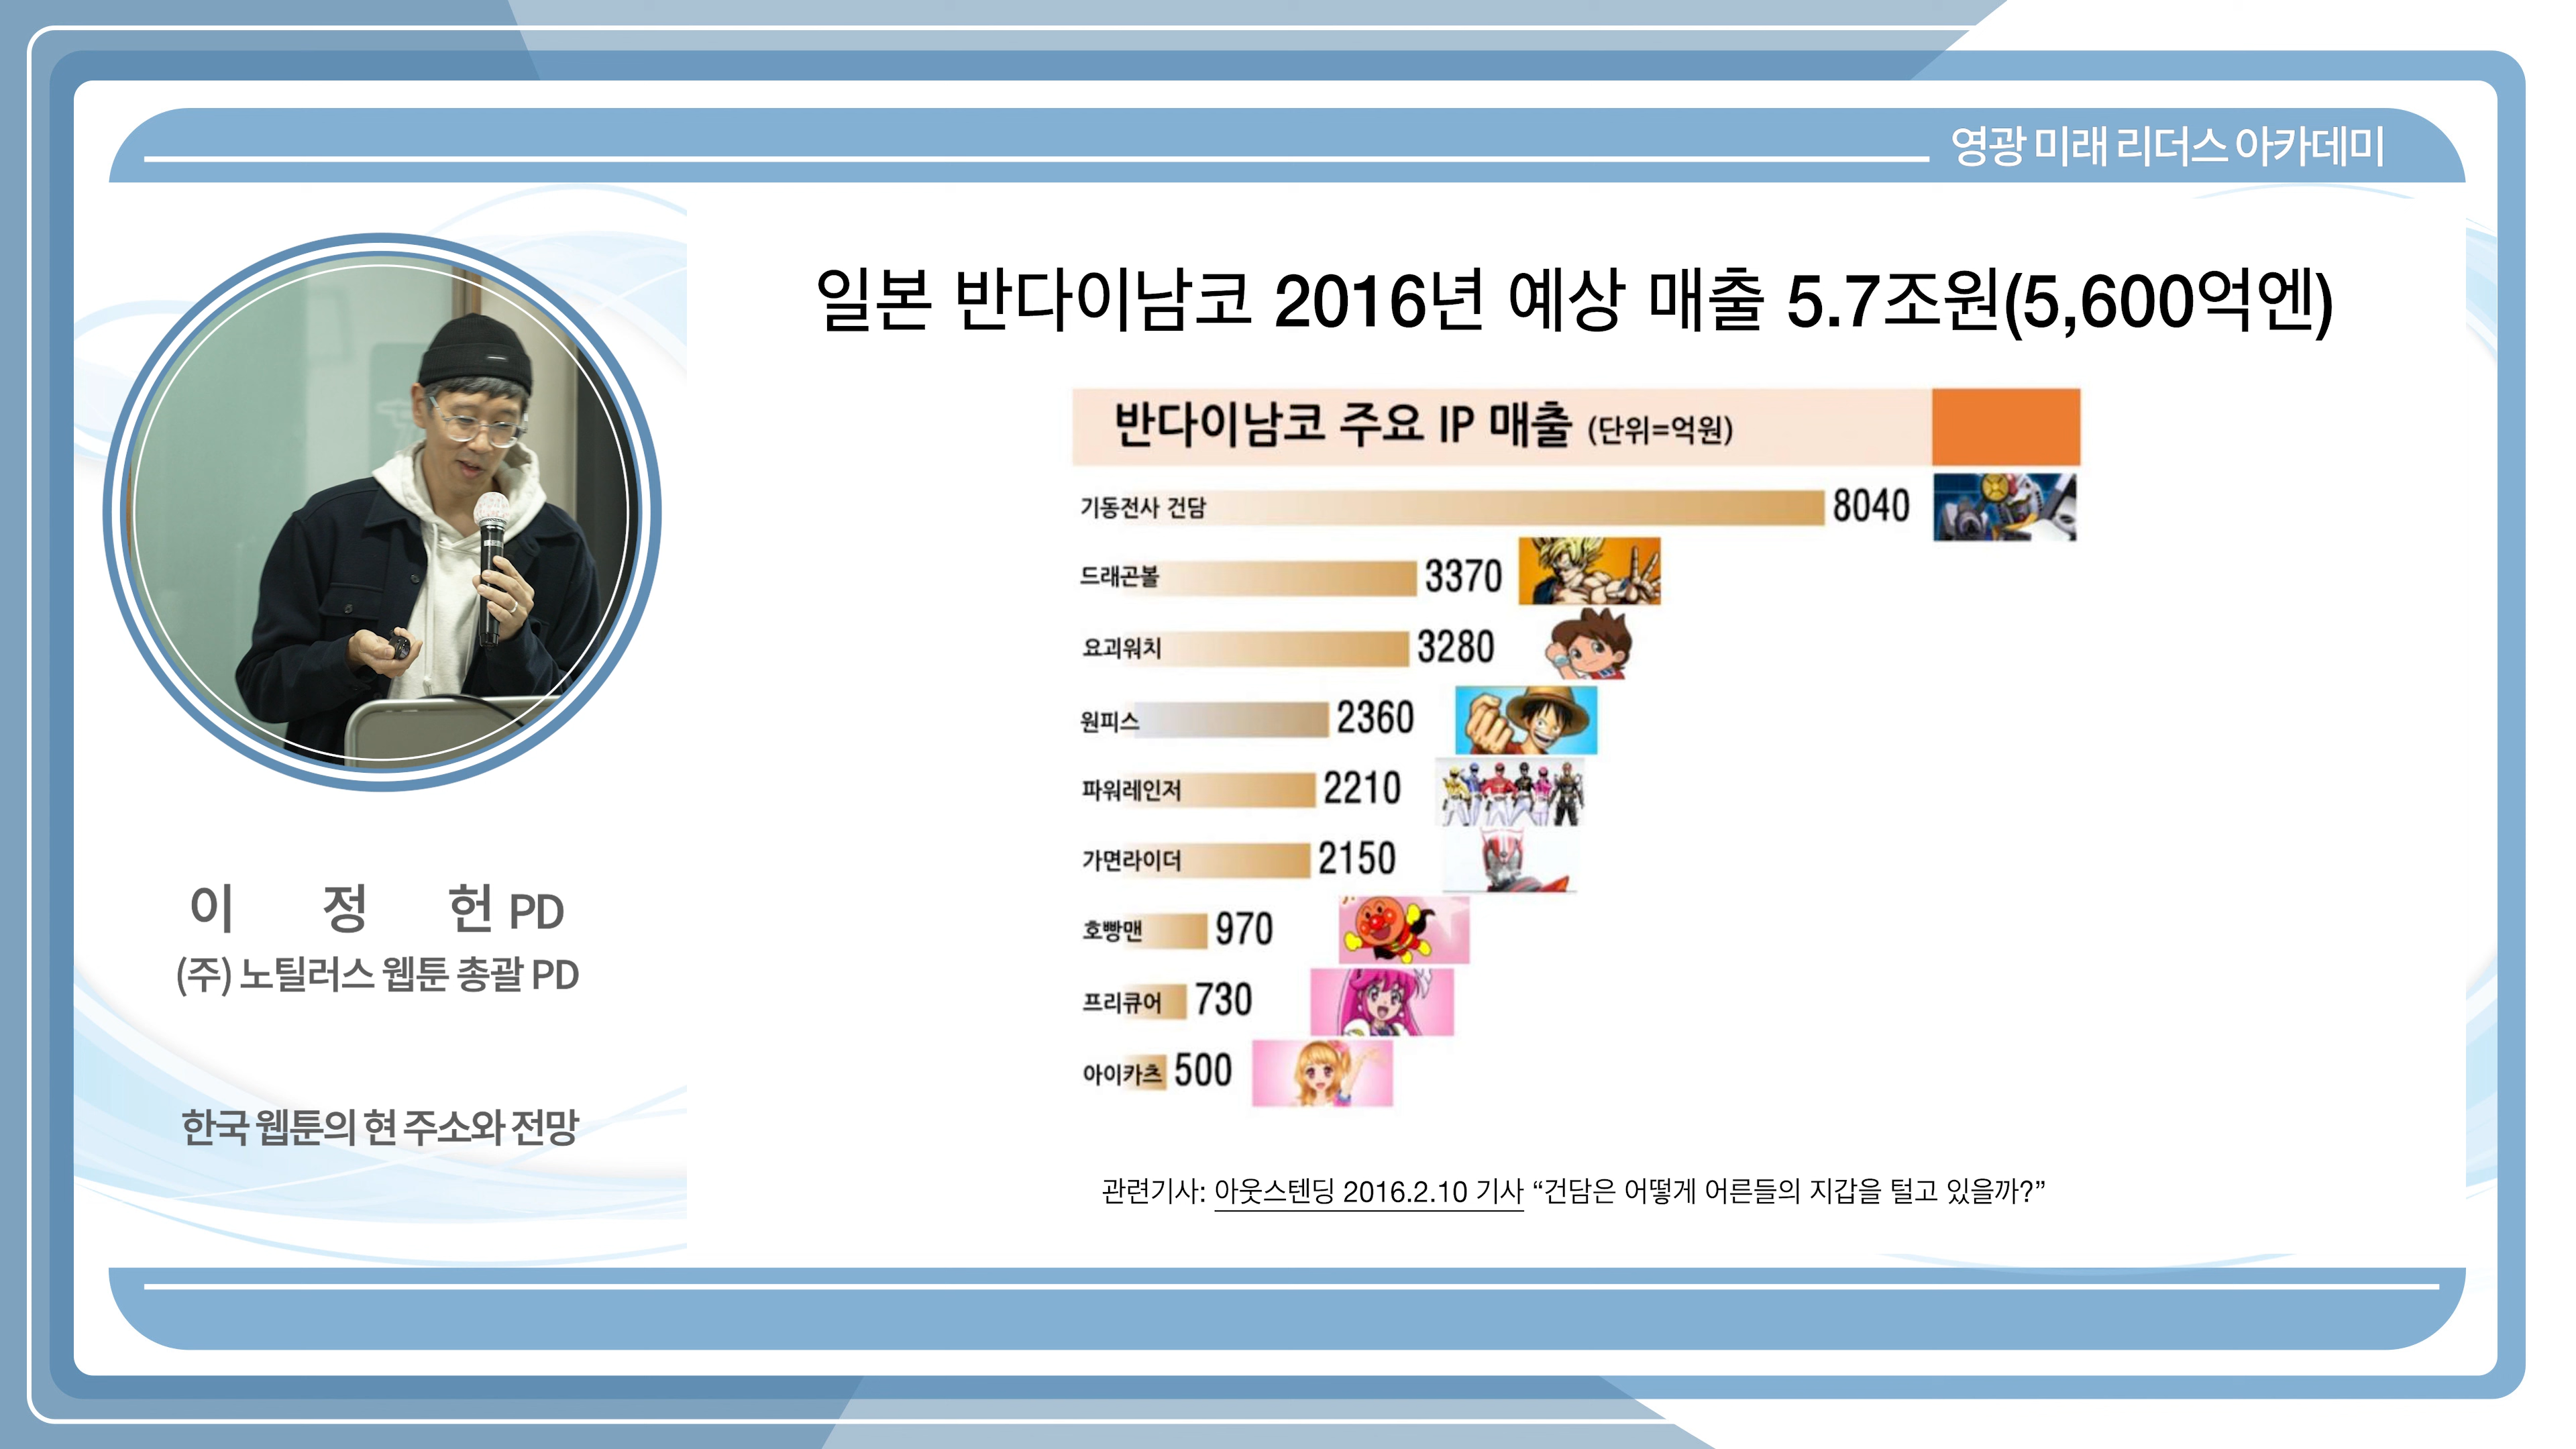 영광 미래 리더스 아카데미
일본 반다이남코 2016년 예상 매출 5.7조원(5,600억엔)
반다이남코 주요 IP 매출 (단위=억원)
기동전사 건담 8040
드래곤볼 3370
요괴워치 3280
원피스 2360
파워레인저 2210
가면라이더 2150
호빵맨 970
프리큐어 730
아이카츠 500
관련기사: 아웃스텐딩 2016.2.10 기사 “건담은 어떻게 어른들의 지갑을 털고 있을까?”
이 정 헌 PD
(주) 노틸러스 웹툰 총괄 PD
한국 웹툰의 현 주소와 전망